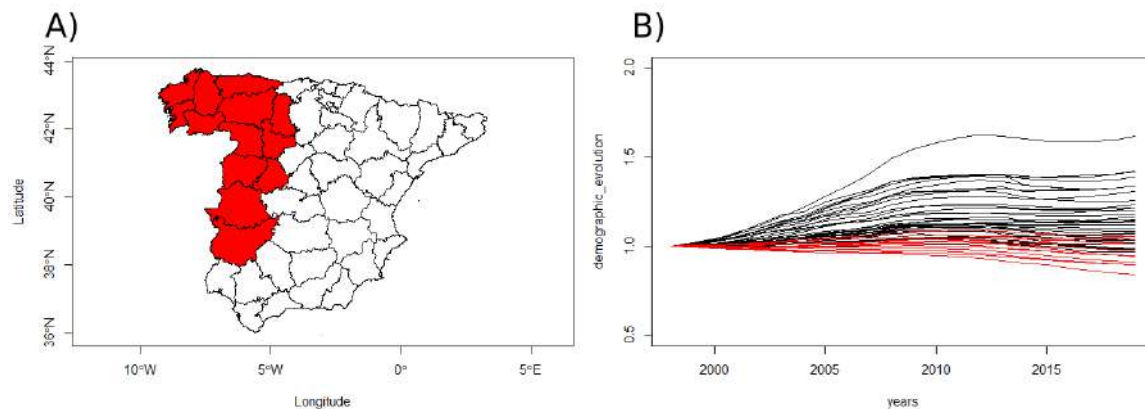 A)
44°N
42°N
40°N
38°N
36°N
Latitude
10°W
5°W
0°
5°E
Longitude
B)
2.0
1.5
1.0
0.5
demographic_evolution
2000
2005
2010
2015
years